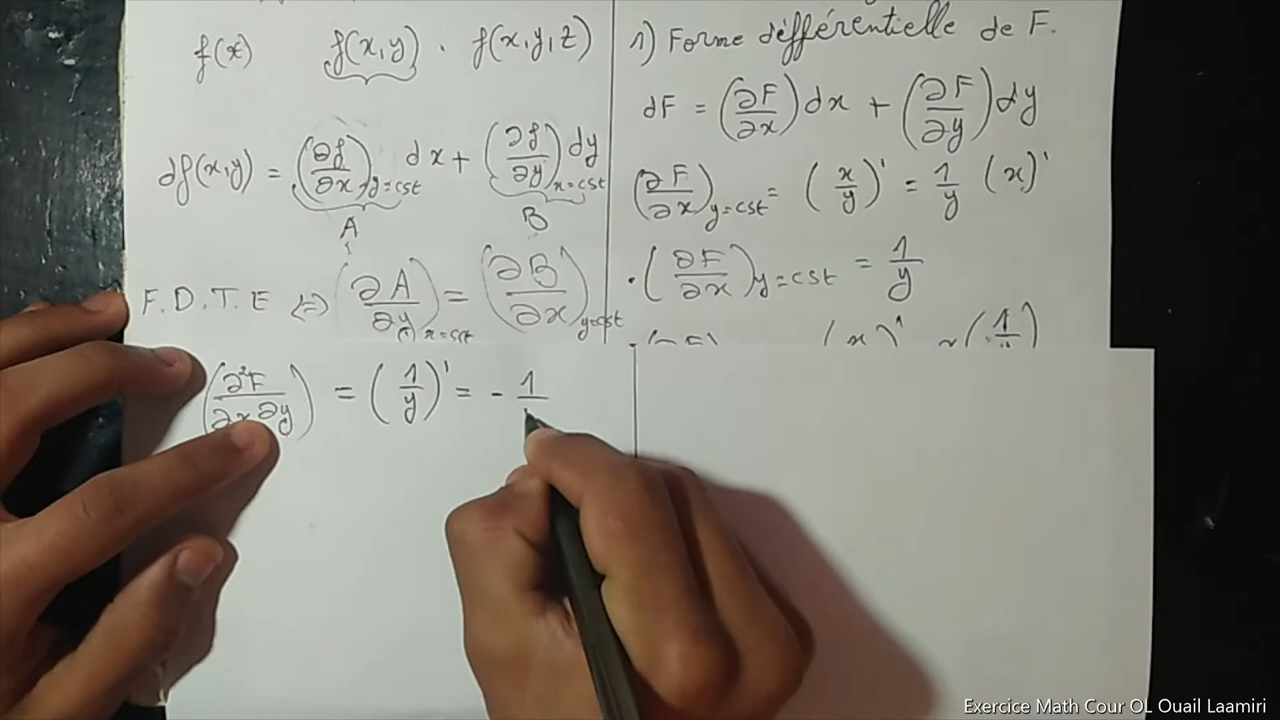 f(x)   f(x,y) . f(x,y,z)
df(x,y) = (∂f/∂x)y=cst dx + (∂f/∂y)x=cst dy
A   B
F.D.T.E <=> (∂A/∂y)x=cst = (∂B/∂x)y=cst
1) Forme défférentielle de F.
dF = (∂F/∂x)dx + (∂F/∂y)dy
(∂F/∂x)y=cst = (x/y)' = 1/y (x)'
. (∂F/∂x)y=cst = 1/y
(∂²F/∂x∂y) = (1/y)' = - 1
Exercice Math Cour OL Ouail Laamiri